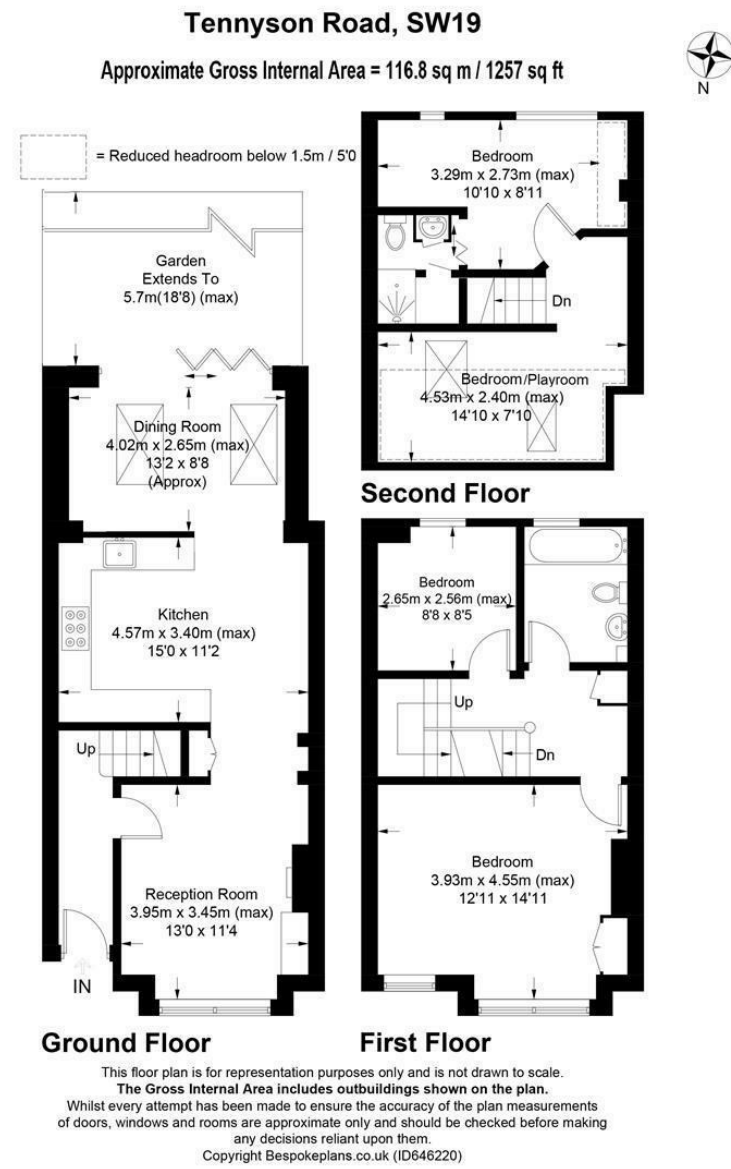 Tennyson Road, SW19
Approximate Gross Internal Area = 116.8 sq m / 1257 sq ft
N
= Reduced headroom below 1.5m / 5'0
Garden
Extends To
5.7m(18'8) (max)
Dining Room
4.02m x 2.65m (max)
13'2 x 8'8
(Approx)
Kitchen
4.57m x 3.40m (max)
15'0 x 11'2
Up
Reception Room
3.95m x 3.45m (max)
13'0 x 11'4
IN
Ground Floor
Bedroom
3.29m x 2.73m (max)
10'10 x 8'11
Dn
Bedroom/Playroom
4.53m x 2.40m (max)
14'10 x 7'10
Second Floor
Bedroom
2.65m x 2.56m (max)
8'8 x 8'5
Up
Dn
Bedroom
3.93m x 4.55m (max)
12'11 x 14'11
First Floor
This floor plan is for representation purposes only and is not drawn to scale.
The Gross Internal Area includes outbuildings shown on the plan.
Whilst every attempt has been made to ensure the accuracy of the plan measurements
of doors, windows and rooms are approximate only and should be checked before making
any decisions reliant upon them.
Copyright Bespokeplans.co.uk (ID646220)